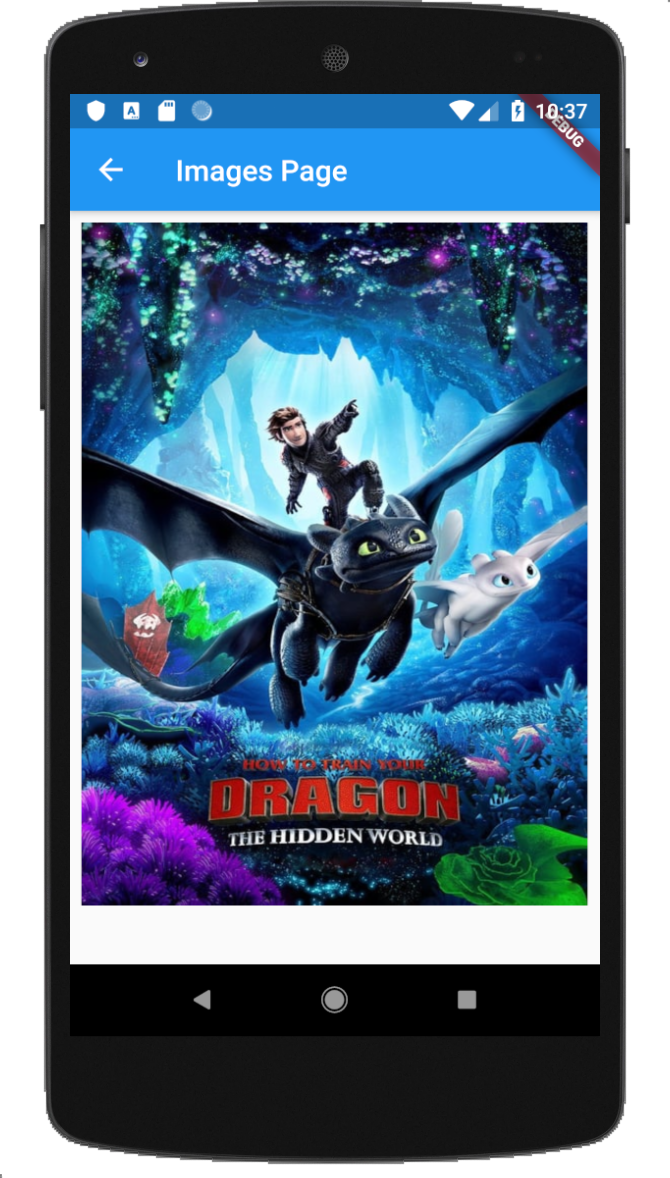 10:37
DEBUG
Images Page
HOW TO TRAIN YOUR
DRAGON
THE HIDDEN WORLD